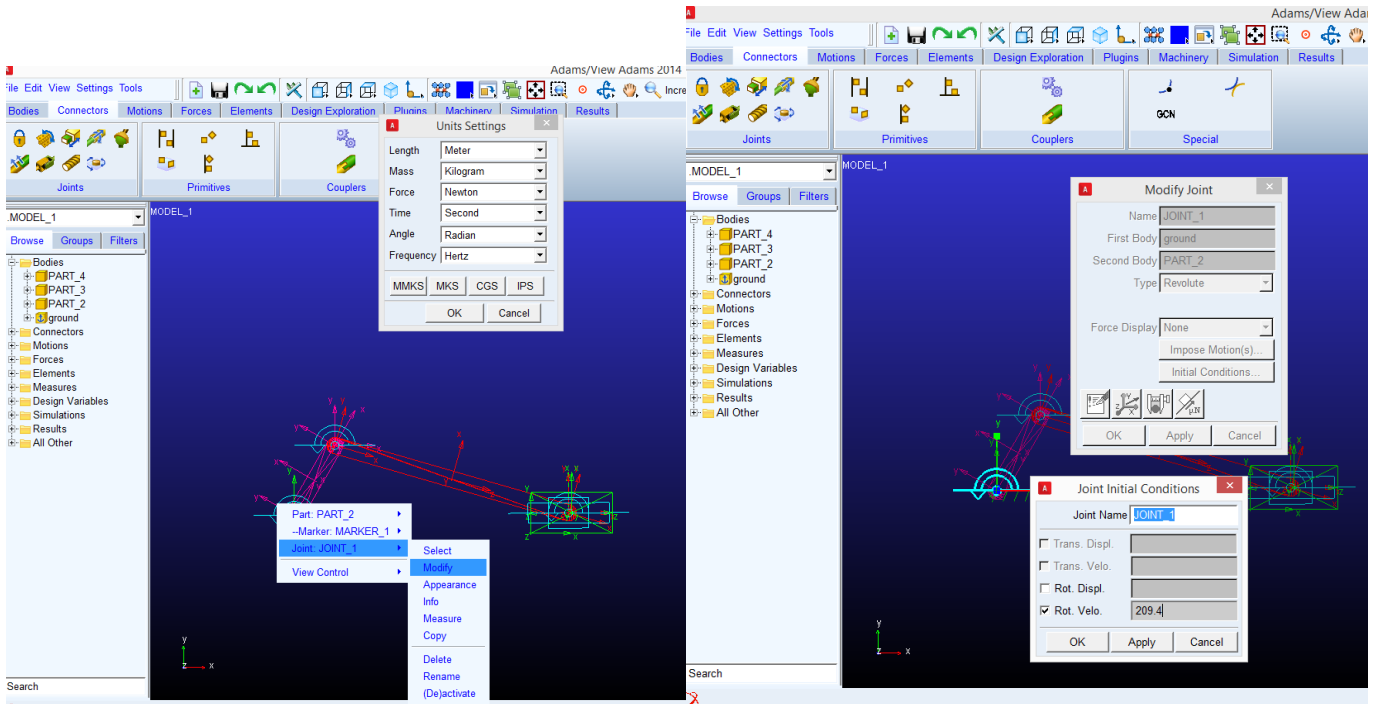 Adams/View Adams 2014
File Edit View Settings Tools
Incre
Bodies Connectors Motions Forces Elements Design Exploration Plugins Machinery Simulation Results
Joints Primitives Couplers
Units Settings
Length Meter
Mass Kilogram
Force Newton
Time Second
Angle Radian
Frequency Hertz
MMKS MKS CGS IPS
OK Cancel
.MODEL_1
Browse Groups Filters
Bodies
PART_4
PART_3
PART_2
ground
Connectors
Motions
Forces
Elements
Measures
Design Variables
Simulations
Results
All Other
Search
MODEL_1
Part: PART_2
--Marker: MARKER_1
Joint: JOINT_1
View Control
Select
Modify
Appearance
Info
Measure
Copy
Delete
Rename
(De)activate
y
z x
Adams/View Ada
File Edit View Settings Tools
Bodies Connectors Motions Forces Elements Design Exploration Plugins Machinery Simulation Results
GCN
Joints Primitives Couplers Special
.MODEL_1
Browse Groups Filters
Bodies
PART_4
PART_3
PART_2
ground
Connectors
Motions
Forces
Elements
Measures
Design Variables
Simulations
Results
All Other
Search
MODEL_1
Modify Joint
Name JOINT_1
First Body ground
Second Body PART_2
Type Revolute
Force Display None
Impose Motion(s)...
Initial Conditions...
OK Apply Cancel
Joint Initial Conditions
Joint Name JOINT_1
Trans. Displ.
Trans. Velo.
Rot. Displ.
Rot. Velo. 209.4
OK Apply Cancel
y
z x